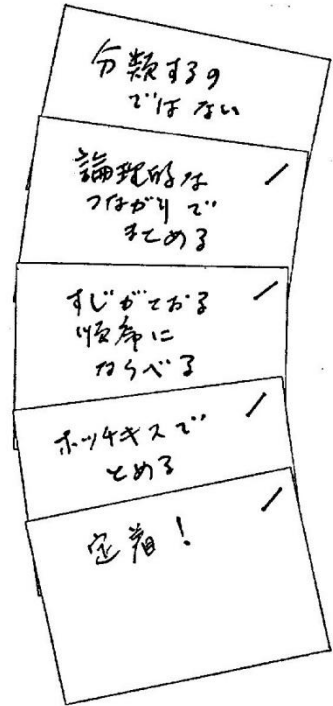 分類するの
ではない
論理的な
つながりで
まとめる
すじがとおる
順序に
ならべる
ホッチキスで
とめる
定着!